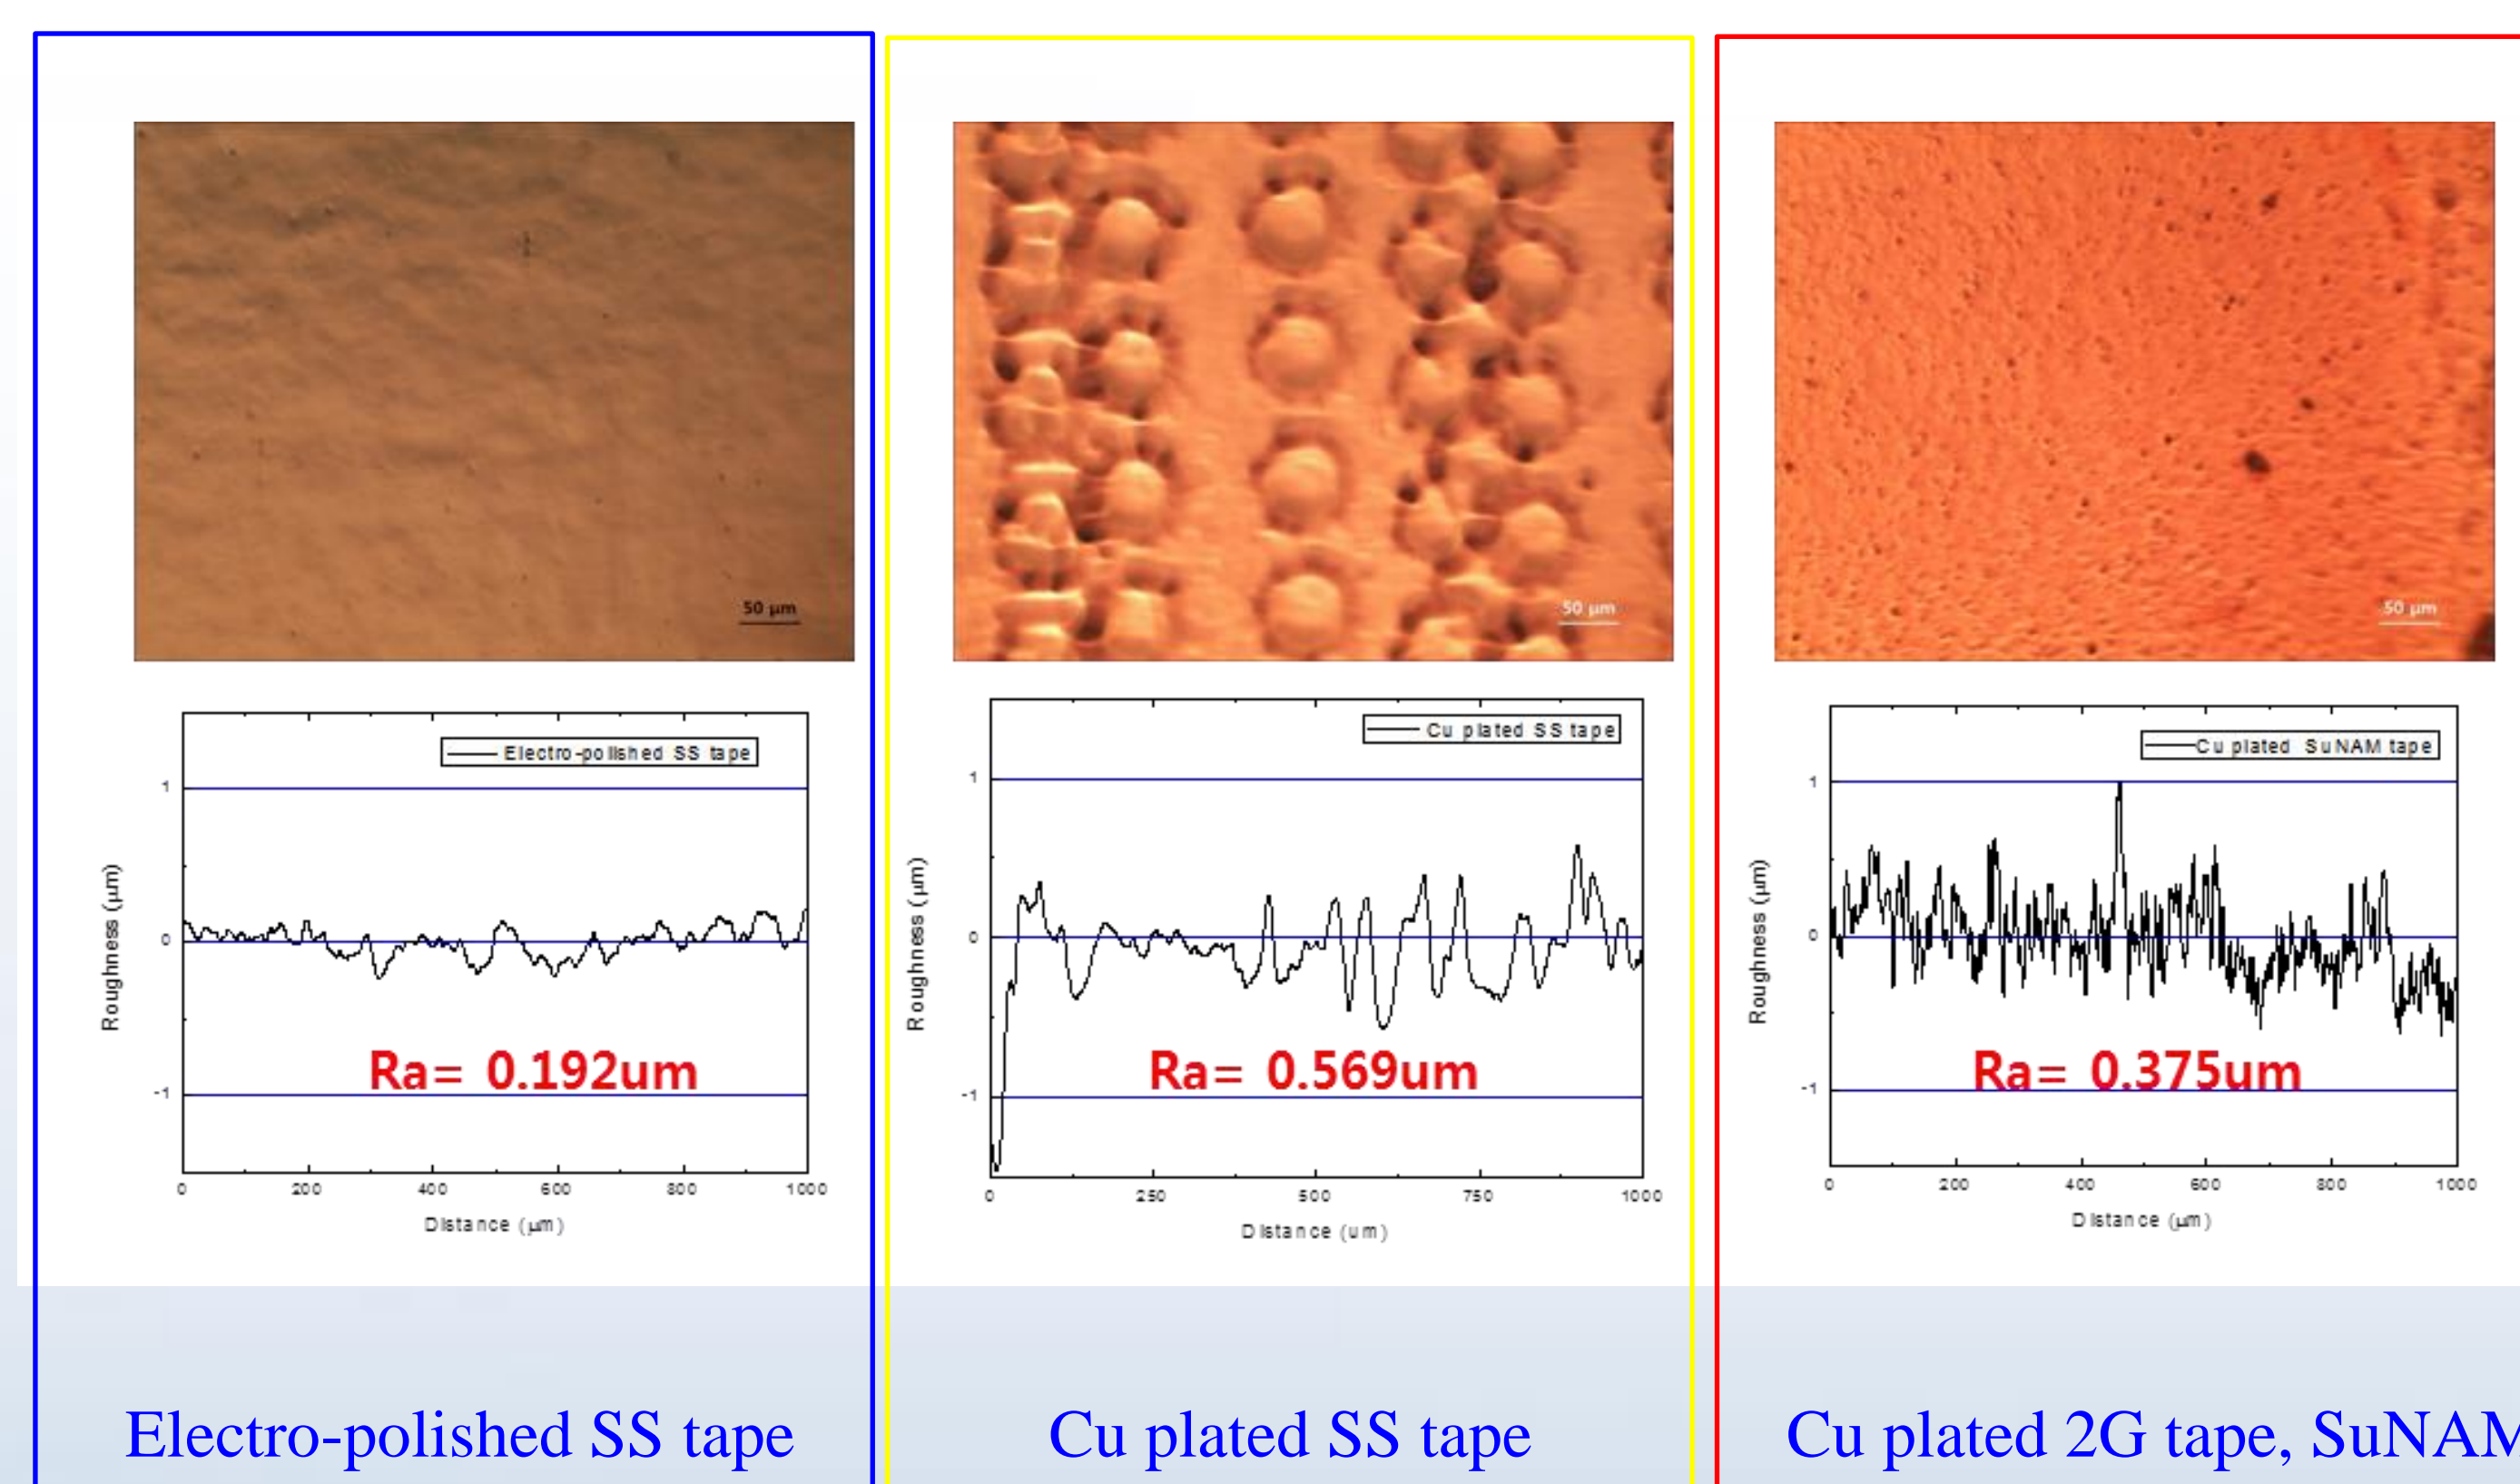 50 µm
50 µm
50 µm
Electro-polished SS tape
1
0
-1
Roughness (µm)
Ra= 0.192um
0 200 400 600 800 1000
Distance (µm)
Cu plated SS tape
1
0
-1
Roughness (µm)
Ra= 0.569um
0 250 500 750 1000
Distance (um)
Cu plated SuNAM tape
1
0
-1
Roughness (µm)
Ra= 0.375um
0 200 400 600 800 1000
Distance (µm)
Electro-polished SS tape
Cu plated SS tape
Cu plated 2G tape, SuNAM